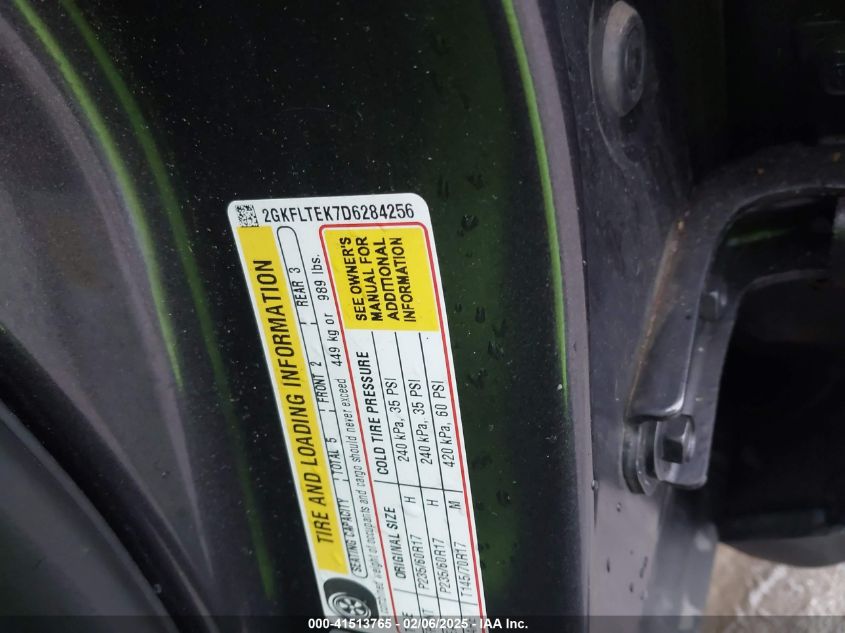 2GKFLTEK7D6284256
TIRE AND LOADING INFORMATION
SEATING CAPACITY TOTAL 5 FRONT 2 REAR 3
weight of occupants and cargo should never exceed 449 kg or 989 lbs.
ORIGINAL SIZE COLD TIRE PRESSURE
P235/60R17 H 240 kPa, 35 PSI
P235/60R17 H 240 kPa, 35 PSI
T145/70R17 M 420 kPa, 60 PSI
SEE OWNER'S
MANUAL FOR
ADDITIONAL
INFORMATION
000-41513765 - 02/06/2025 - IAA Inc.